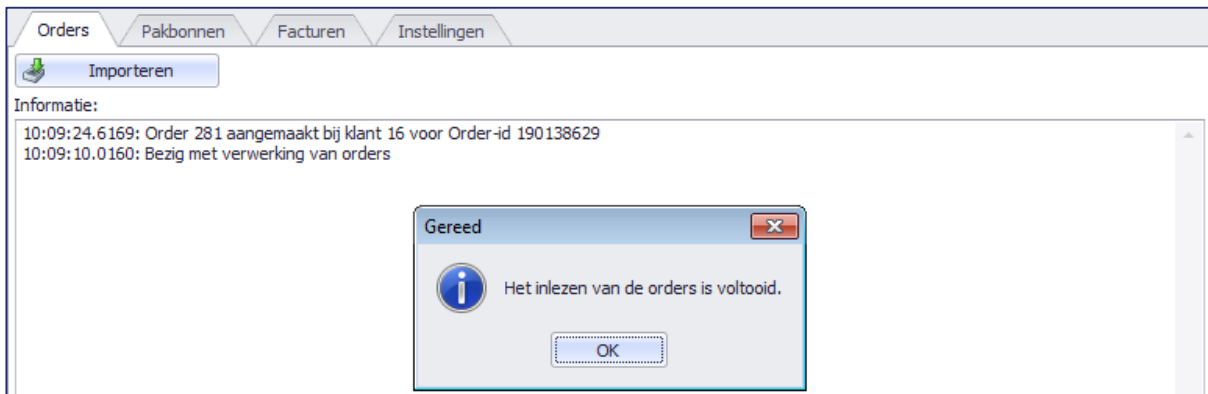 Orders Pakbonnen Facturen Instellingen
Importeren
Informatie:
10:09:24.6169: Order 281 aangemaakt bij klant 16 voor Order-id 190138629
10:09:10.0160: Bezig met verwerking van orders
Gereed
Het inlezen van de orders is voltooid.
OK